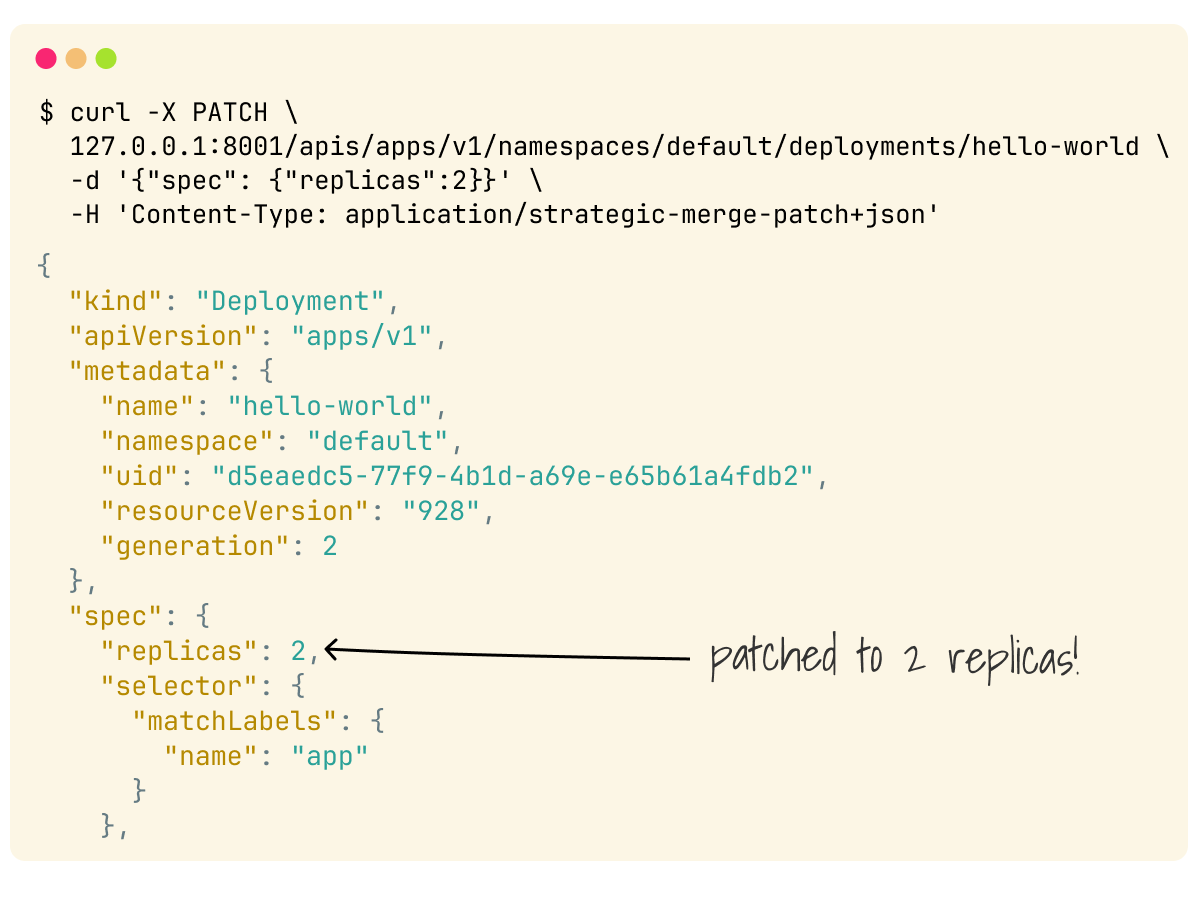 $ curl -X PATCH \
127.0.0.1:8001/apis/apps/v1/namespaces/default/deployments/hello-world \
-d '{"spec": {"replicas":2}}' \
-H 'Content-Type: application/strategic-merge-patch+json'
{
"kind": "Deployment",
"apiVersion": "apps/v1",
"metadata": {
"name": "hello-world",
"namespace": "default",
"uid": "d5eaedc5-77f9-4b1d-a69e-e65b61a4fdb2",
"resourceVersion": "928",
"generation": 2
},
"spec": {
"replicas": 2,
patched to 2 replicas!
"selector": {
"matchLabels": {
"name": "app"
}
},